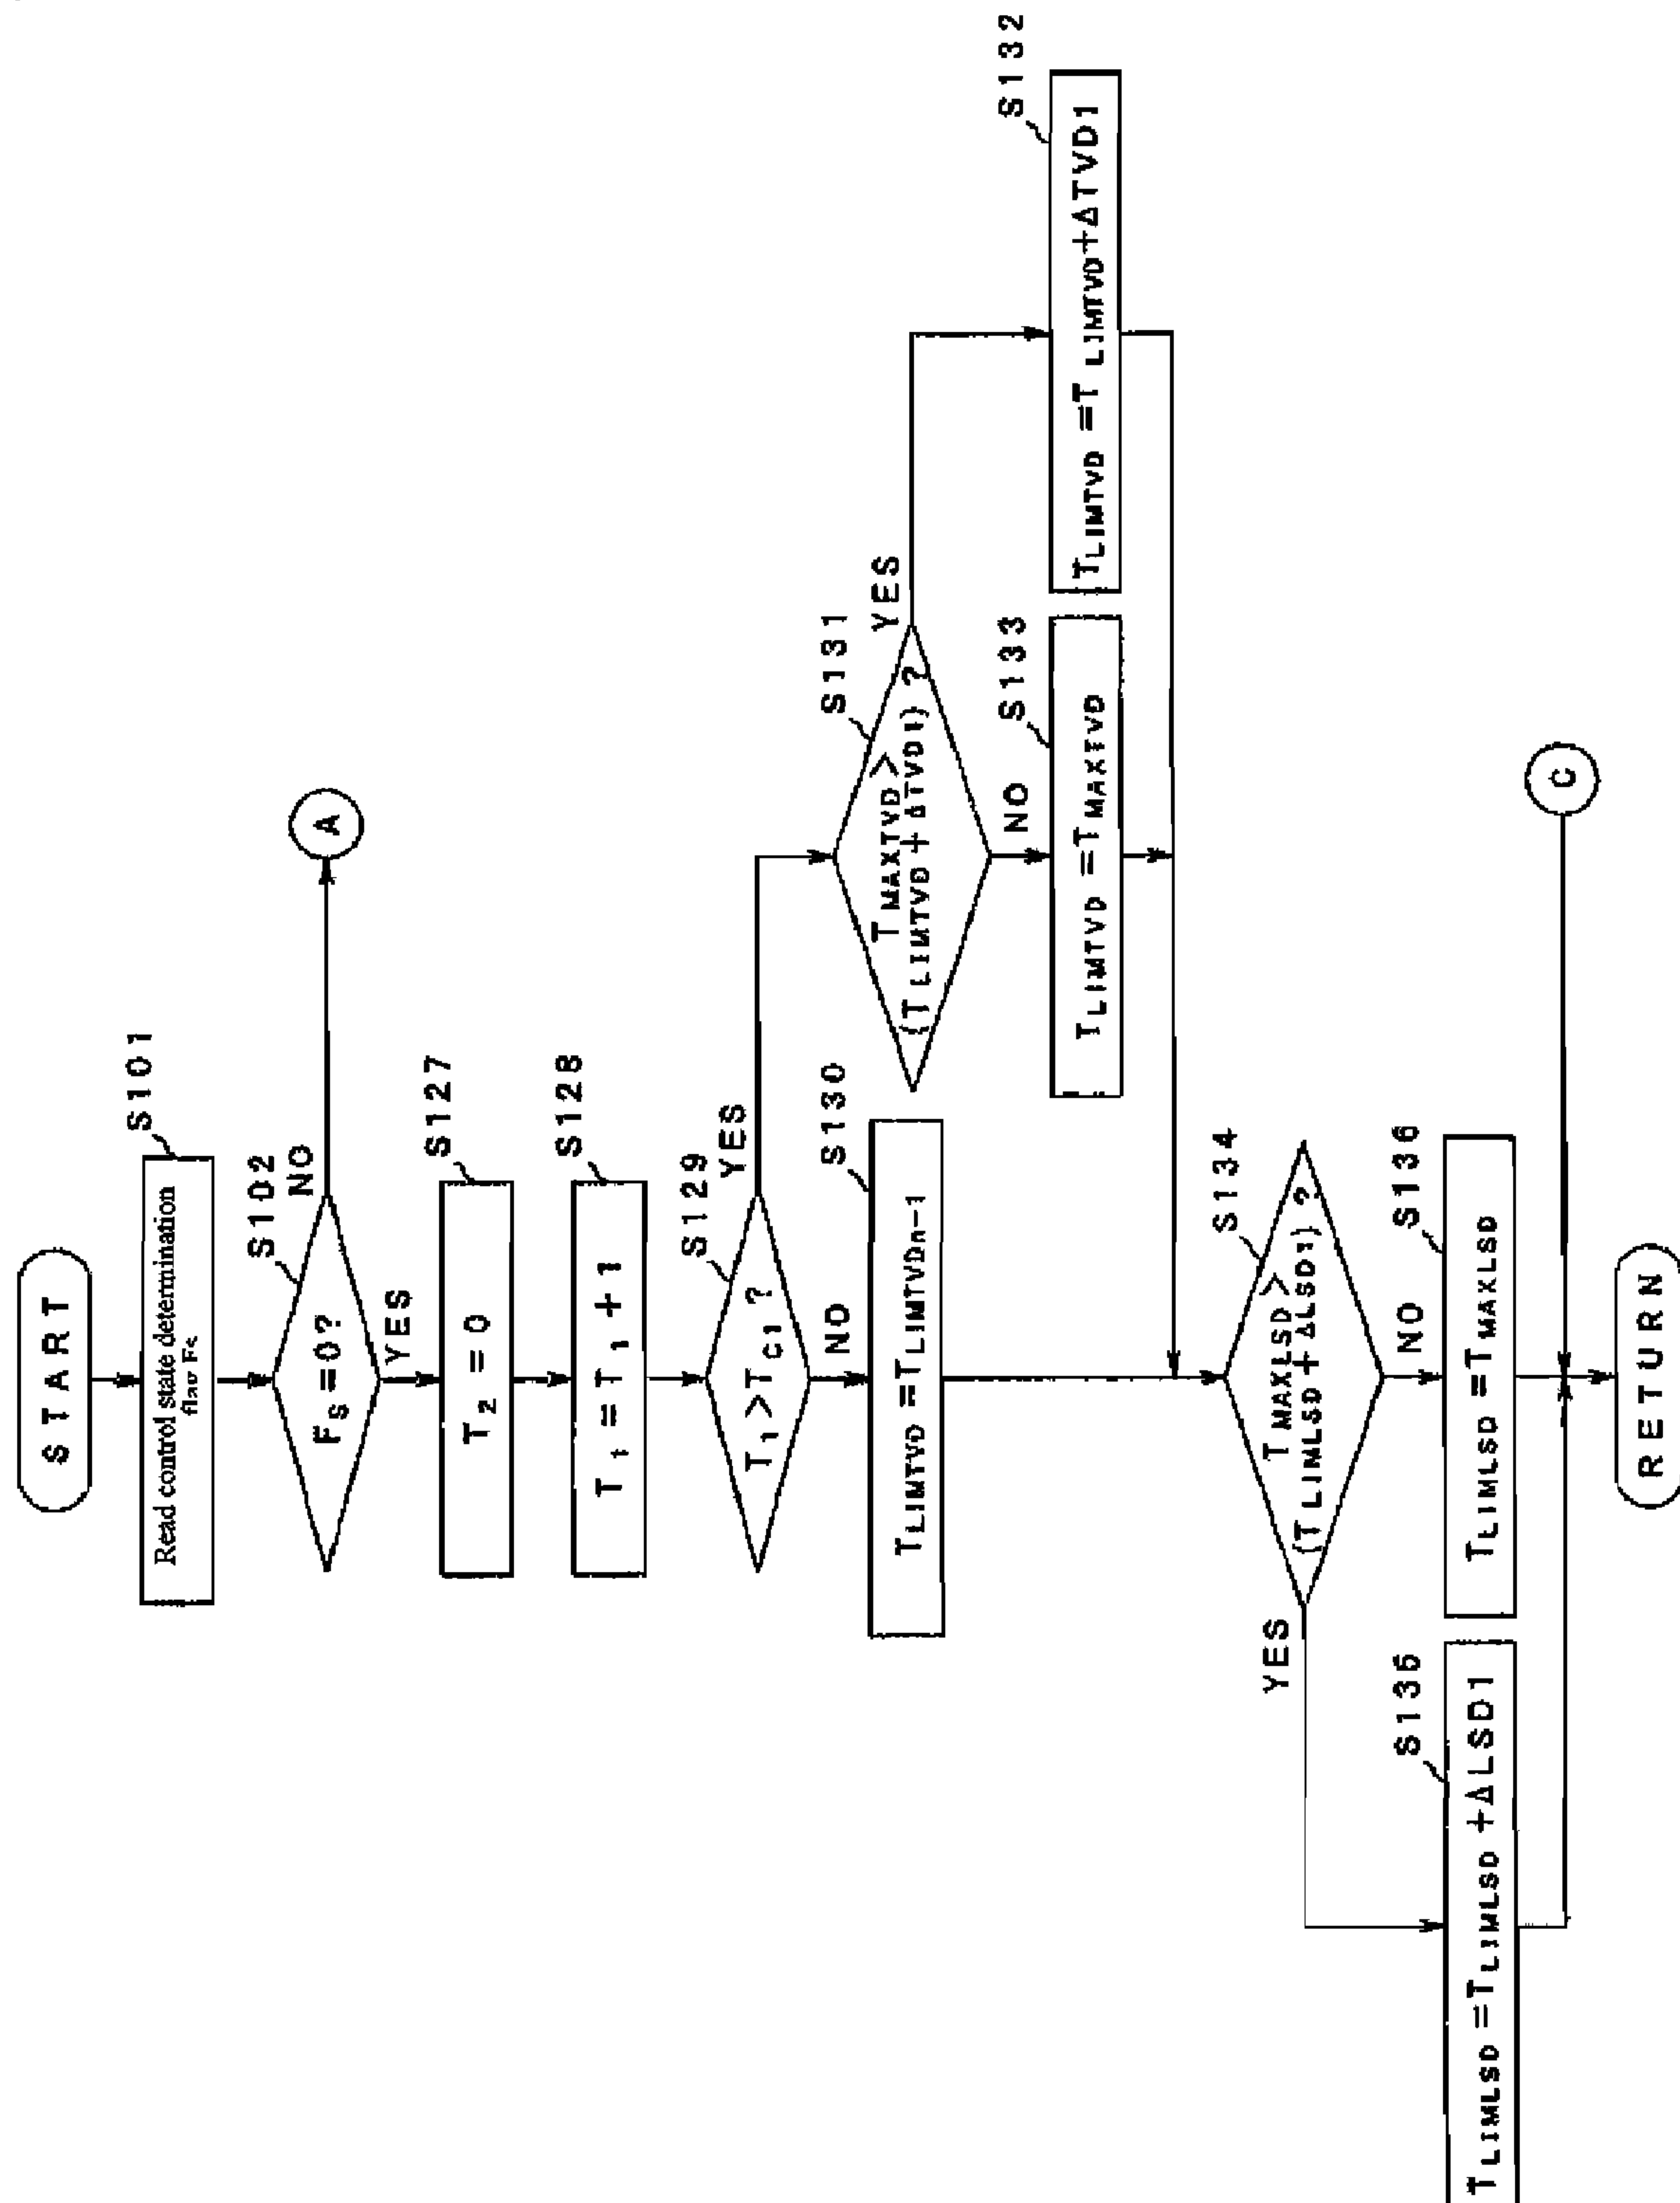 START
S101
Read control state determination
flag Fs
S102
FS=0?
NO
A
YES
S127
T2=0
S128
T1=T1+1
S129
T1>TC1 ?
YES
NO
S130
TLIMTVD=TLIMTVDn-1
S131
TMAXTVD>
(TLIMTVD+ΔTVD1) ?
YES
NO
S132
TLIMTVD=TLIMTVD+ΔTVD1
S133
TLIMTVD=TMAXTVD
S134
TMAXLSD>
(TLIMLSD+ΔLSD1) ?
YES
NO
S135
TLIMLSD=TLIMLSD+ΔLSD1
S136
TLIMLSD=TMAXLSD
C
RETURN